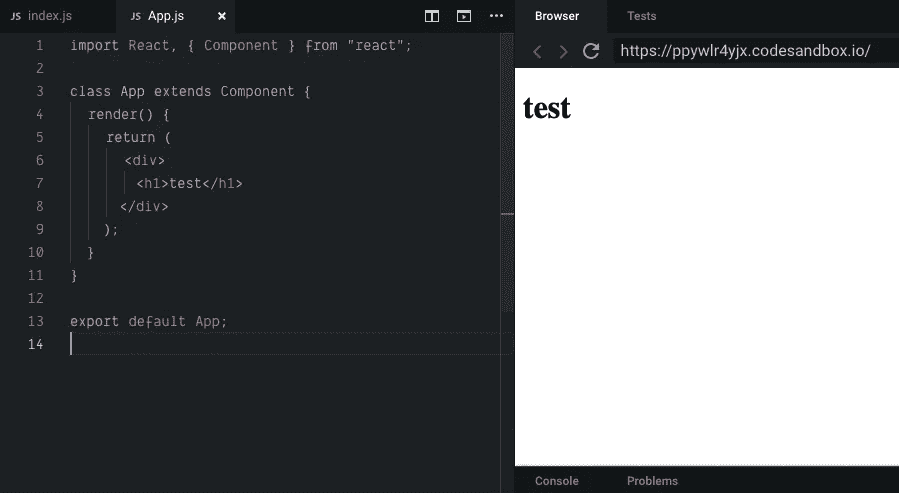 JS index.js
JS App.js ×
1 import React, { Component } from "react";
2
3 class App extends Component {
4 render() {
5 return (
6 <div>
7 <h1>test</h1>
8 </div>
9 );
10 }
11 }
12
13 export default App;
14
Browser Tests
https://ppywlr4yjx.codesandbox.io/
test
Console Problems